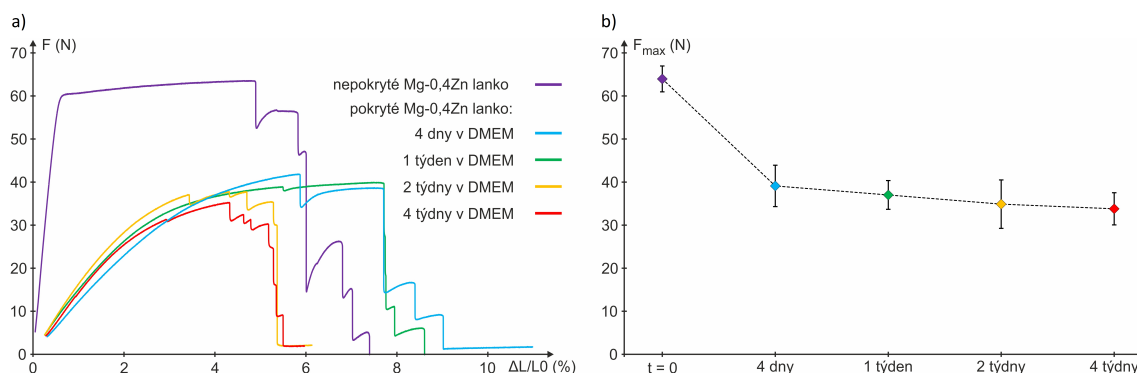 a)
F (N)
70
60
50
40
30
20
10
0
0 2 4 6 8 10 ΔL/L0 (%)
nepokryté Mg-0,4Zn lanko
pokryté Mg-0,4Zn lanko:
4 dny v DMEM
1 týden v DMEM
2 týdny v DMEM
4 týdny v DMEM
b)
Fmax (N)
70
60
50
40
30
20
10
0
t = 0 4 dny 1 týden 2 týdny 4 týdny